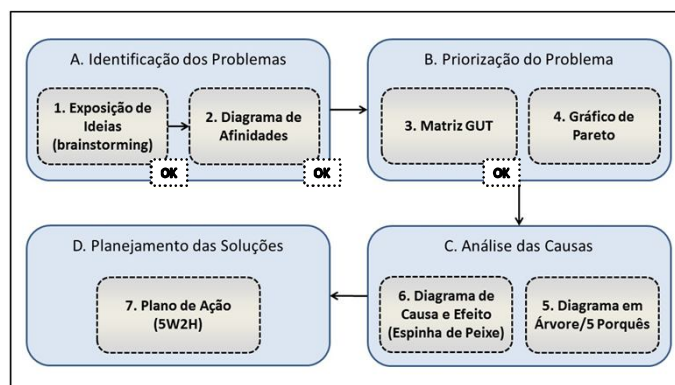 A. Identificação dos Problemas
1. Exposição de
Ideias
(brainstorming)
OK
2. Diagrama de
Afinidades
OK
B. Priorização do Problema
3. Matriz GUT
OK
4. Gráfico de
Pareto
D. Planejamento das Soluções
7. Plano de Ação
(5W2H)
C. Análise das Causas
6. Diagrama de
Causa e Efeito
(Espinha de Peixe)
5. Diagrama em
Árvore/5 Porquês